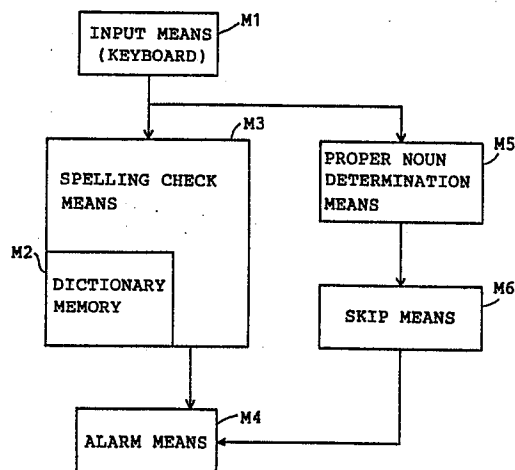 M1
INPUT MEANS
(KEYBOARD)
M3
SPELLING CHECK
MEANS
M5
PROPER NOUN
DETERMINATION
MEANS
M2
DICTIONARY
MEMORY
M6
SKIP MEANS
M4
ALARM MEANS